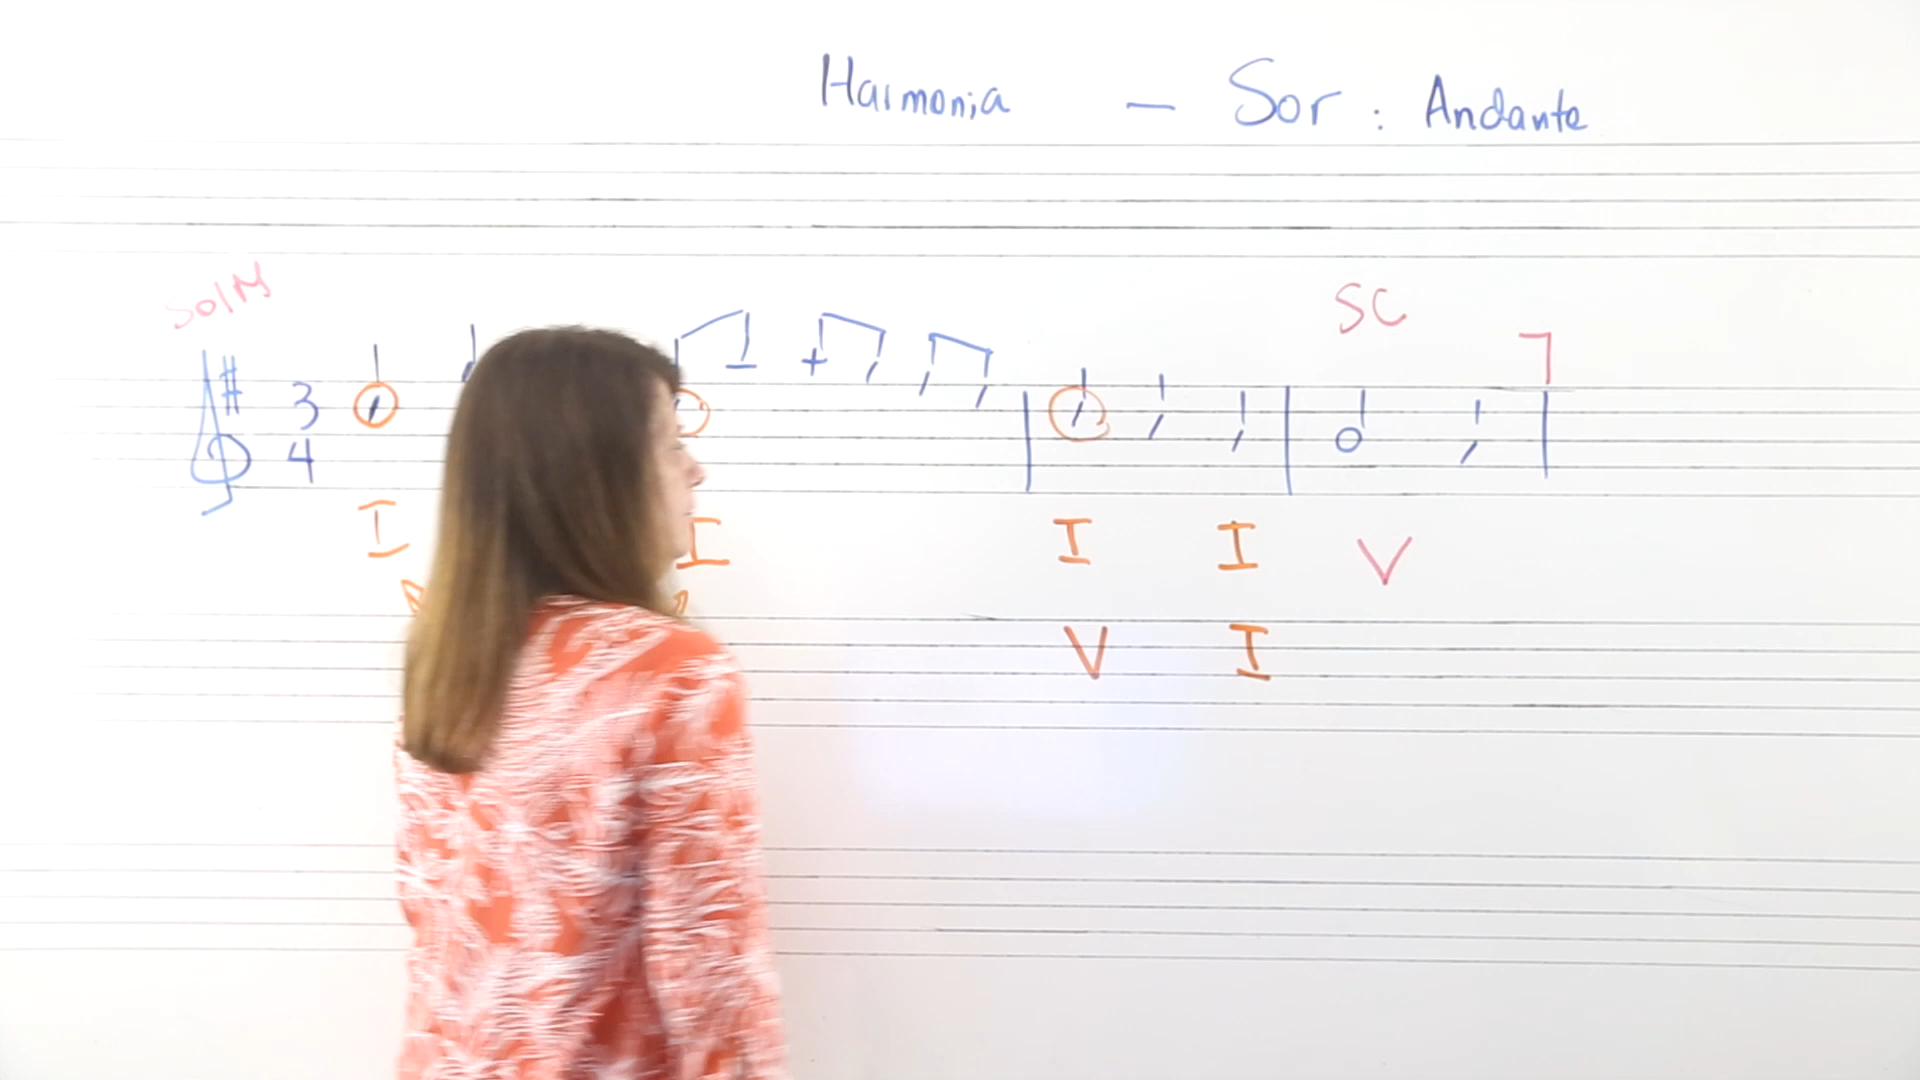 Harmonia - Sor : Andante
SolM
SC
3
4
I I I I V
V I